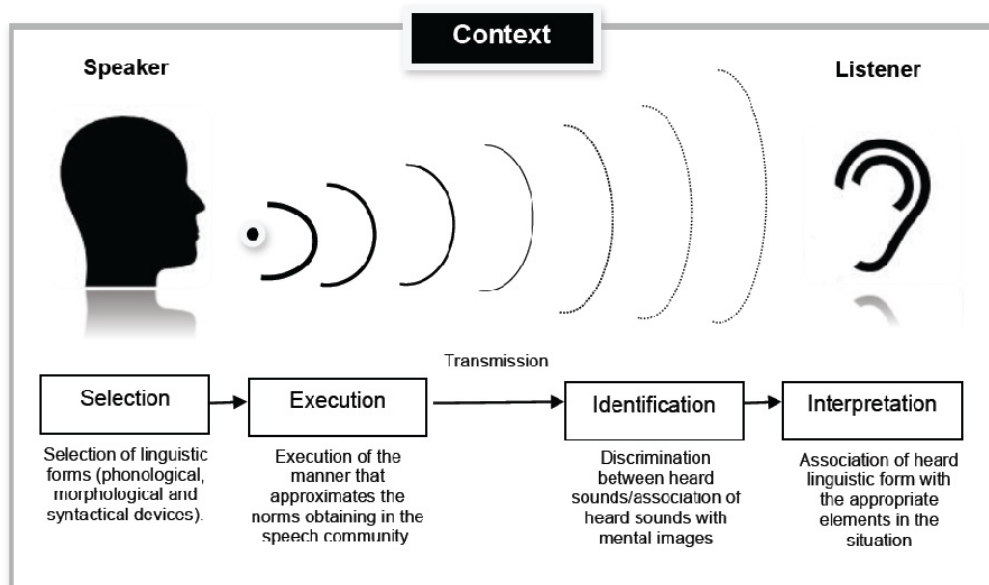 Context
Speaker
Listener
Transmission
Selection
Execution
Identification
Interpretation
Selection of linguistic
forms (phonological,
morphological and
syntactical devices).
Execution of the
manner that
approximates the
norms obtaining in the
speech community
Discrimination
between heard
sounds/association of
heard sounds with
mental images
Association of heard
linguistic form with
the appropriate
elements in the
situation